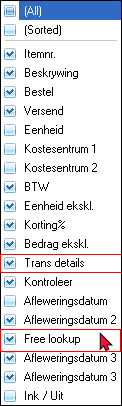 (All)
(Sorted)
Itemnr.
Beskrywing
Bestel
Versend
Eenheid
Kostesentrum 1
Kostesentrum 2
BTW
Eenheid ekskl.
Korting%
Bedrag ekskl.
Trans details
Kontroleer
Afleweringsdatum
Afleweringsdatum 2
Free lookup
Afleweringsdatum 3
Afleweringsdatum 3
Ink / Uit